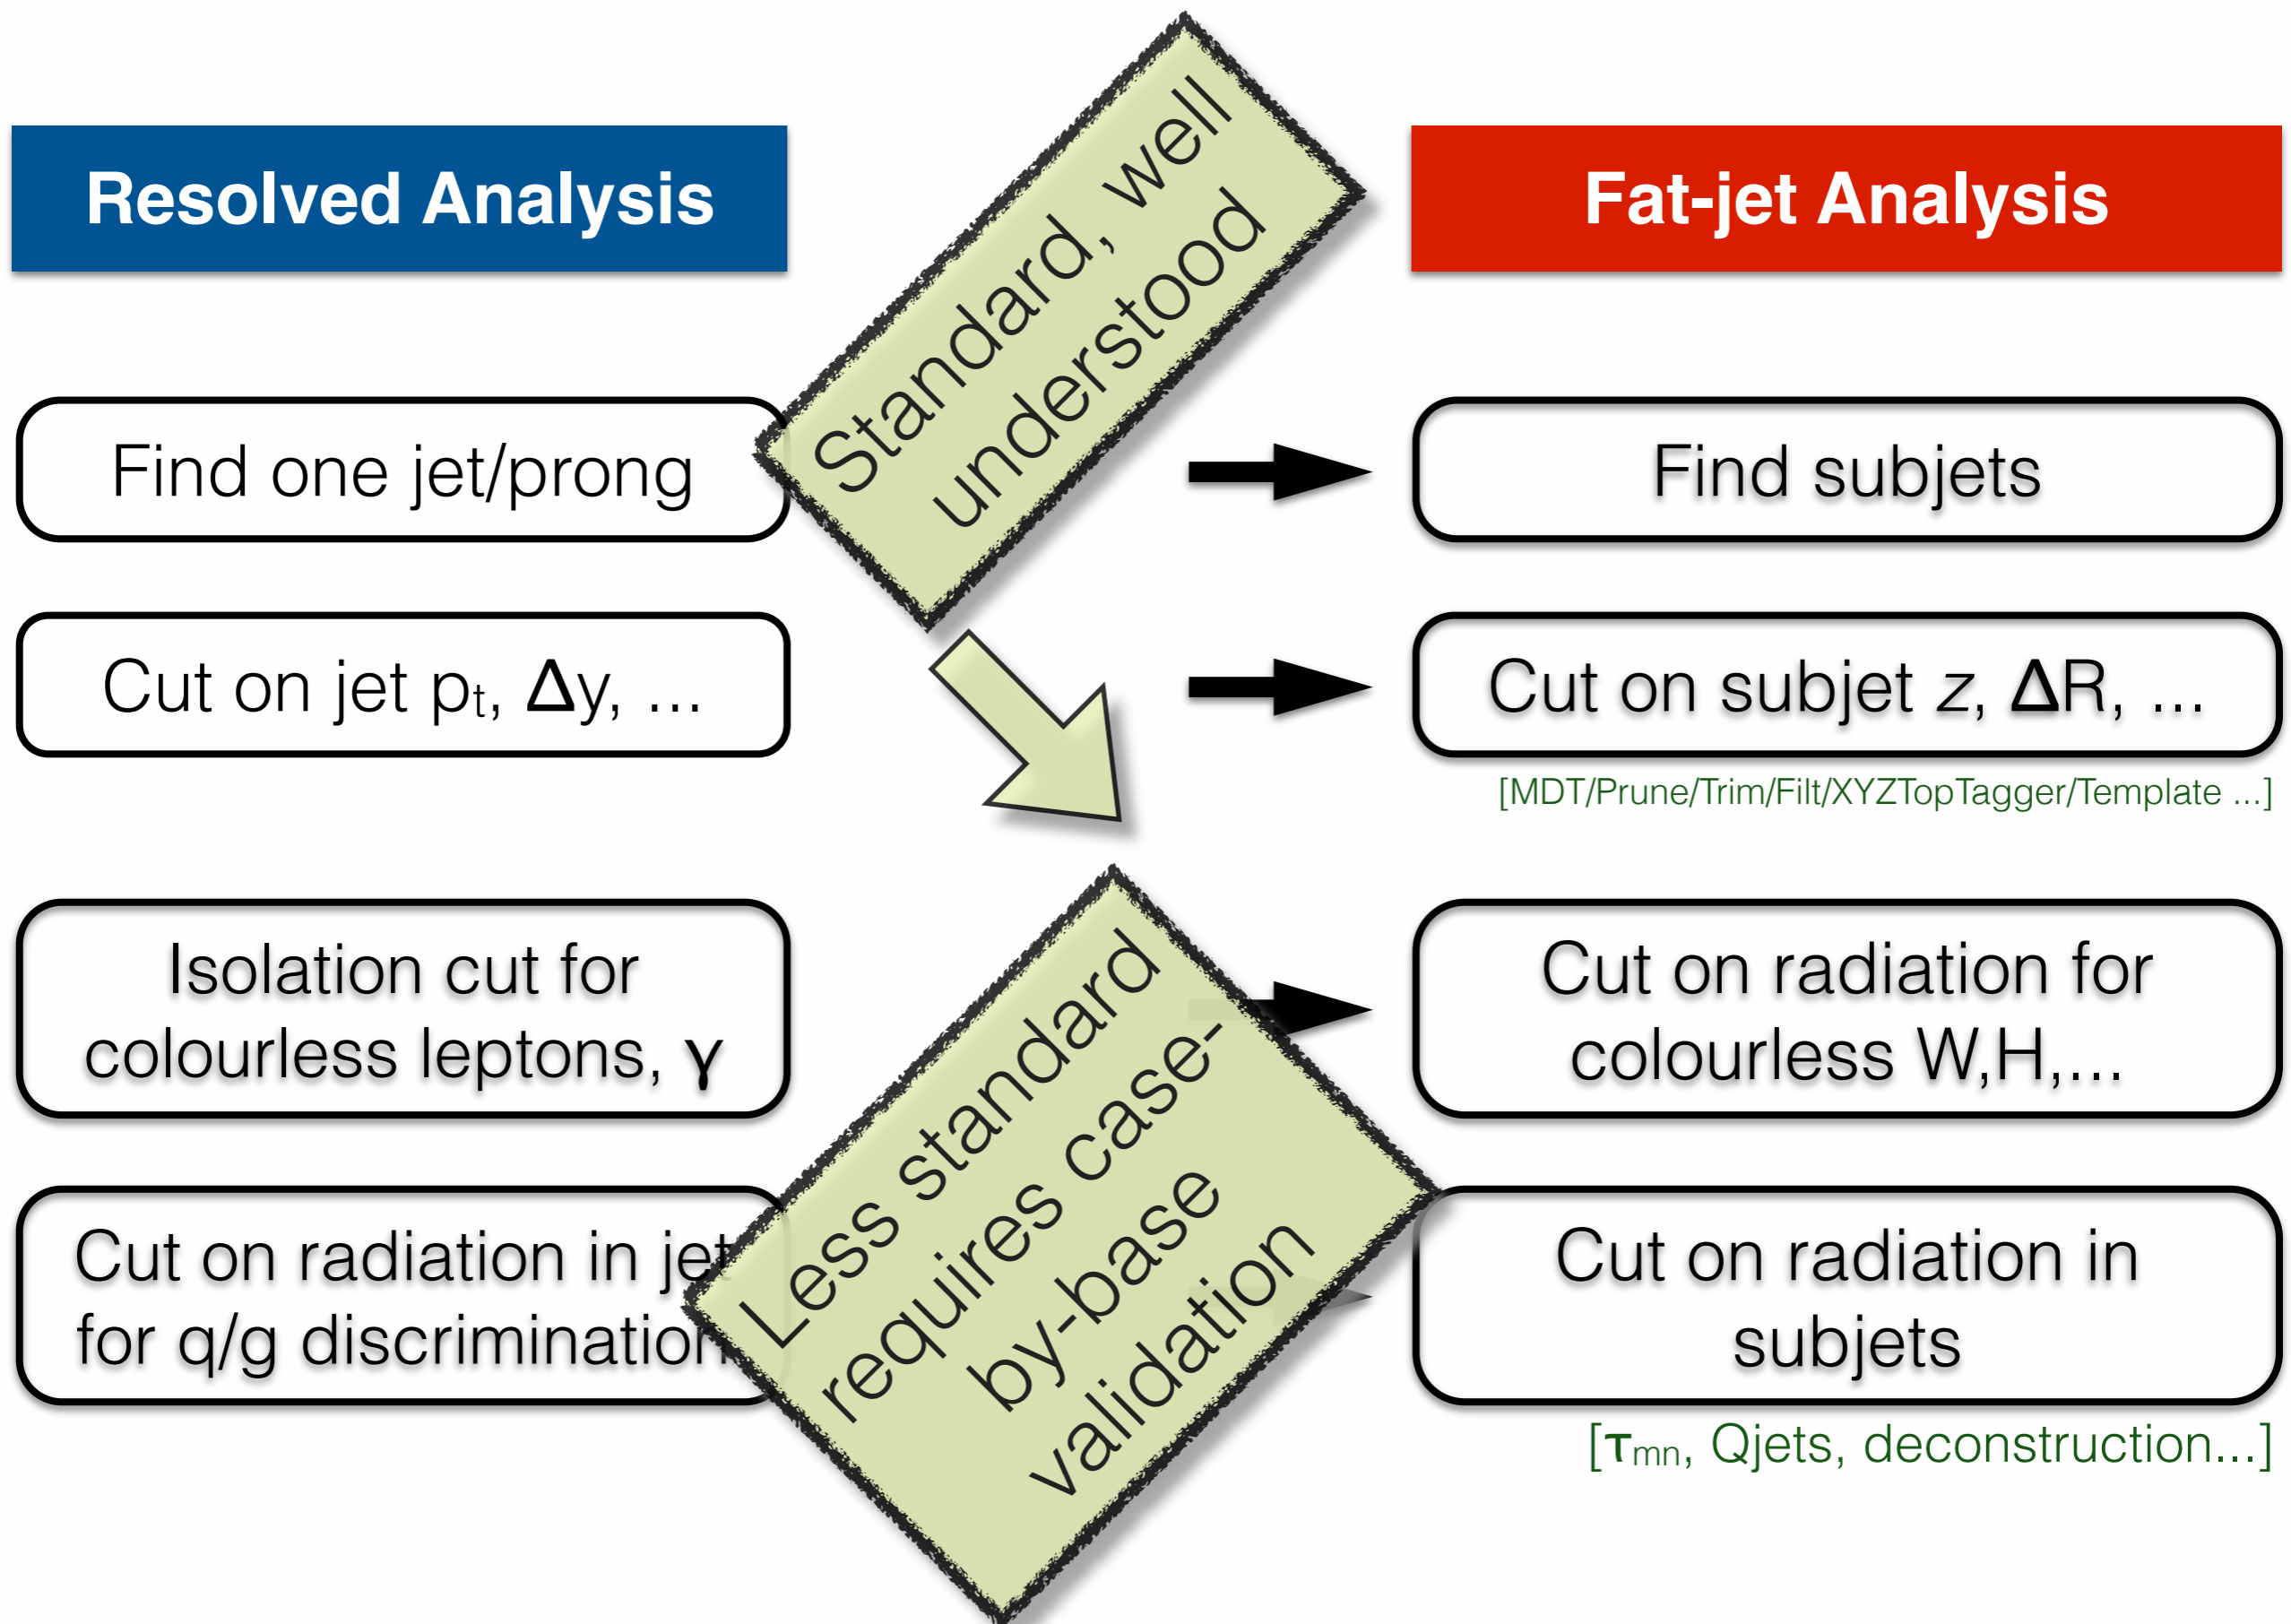 Resolved Analysis
Standard, well
understood
Fat-jet Analysis
Find one jet/prong
Find subjets
Cut on jet pt, Δy, ...
Cut on subjet z, ΔR, ...
[MDT/Prune/Trim/Filt/XYZTopTagger/Template ...]
Isolation cut for
colourless leptons, γ
Less standard
requires case-
by-base
validation
Cut on radiation for
colourless W,H,...
Cut on radiation in jet
for q/g discrimination
Cut on radiation in
subjets
[τmn, Qjets, deconstruction...]